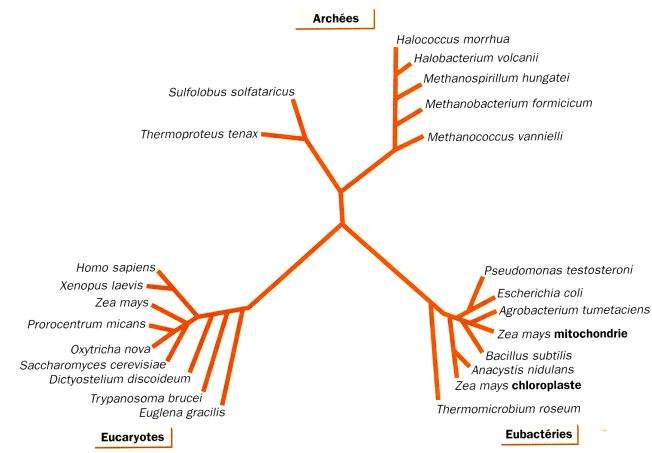 Archées
Halococcus morrhua
Halobacterium volcanii
Methanospirillum hungatei
Methanobacterium formicicum
Methanococcus vannielli
Sulfolobus solfataricus
Thermoproteus tenax
Homo sapiens
Xenopus laevis
Zea mays
Prorocentrum micans
Oxytricha nova
Saccharomyces cerevisiae
Dictyostelium discoideum
Trypanosoma brucei
Euglena gracilis
Eucaryotes
Pseudomonas testosteroni
Escherichia coli
Agrobacterium tumetaciens
Zea mays mitochondrie
Bacillus subtilis
Anacystis nidulans
Zea mays chloroplaste
Thermomicrobium roseum
Eubactéries